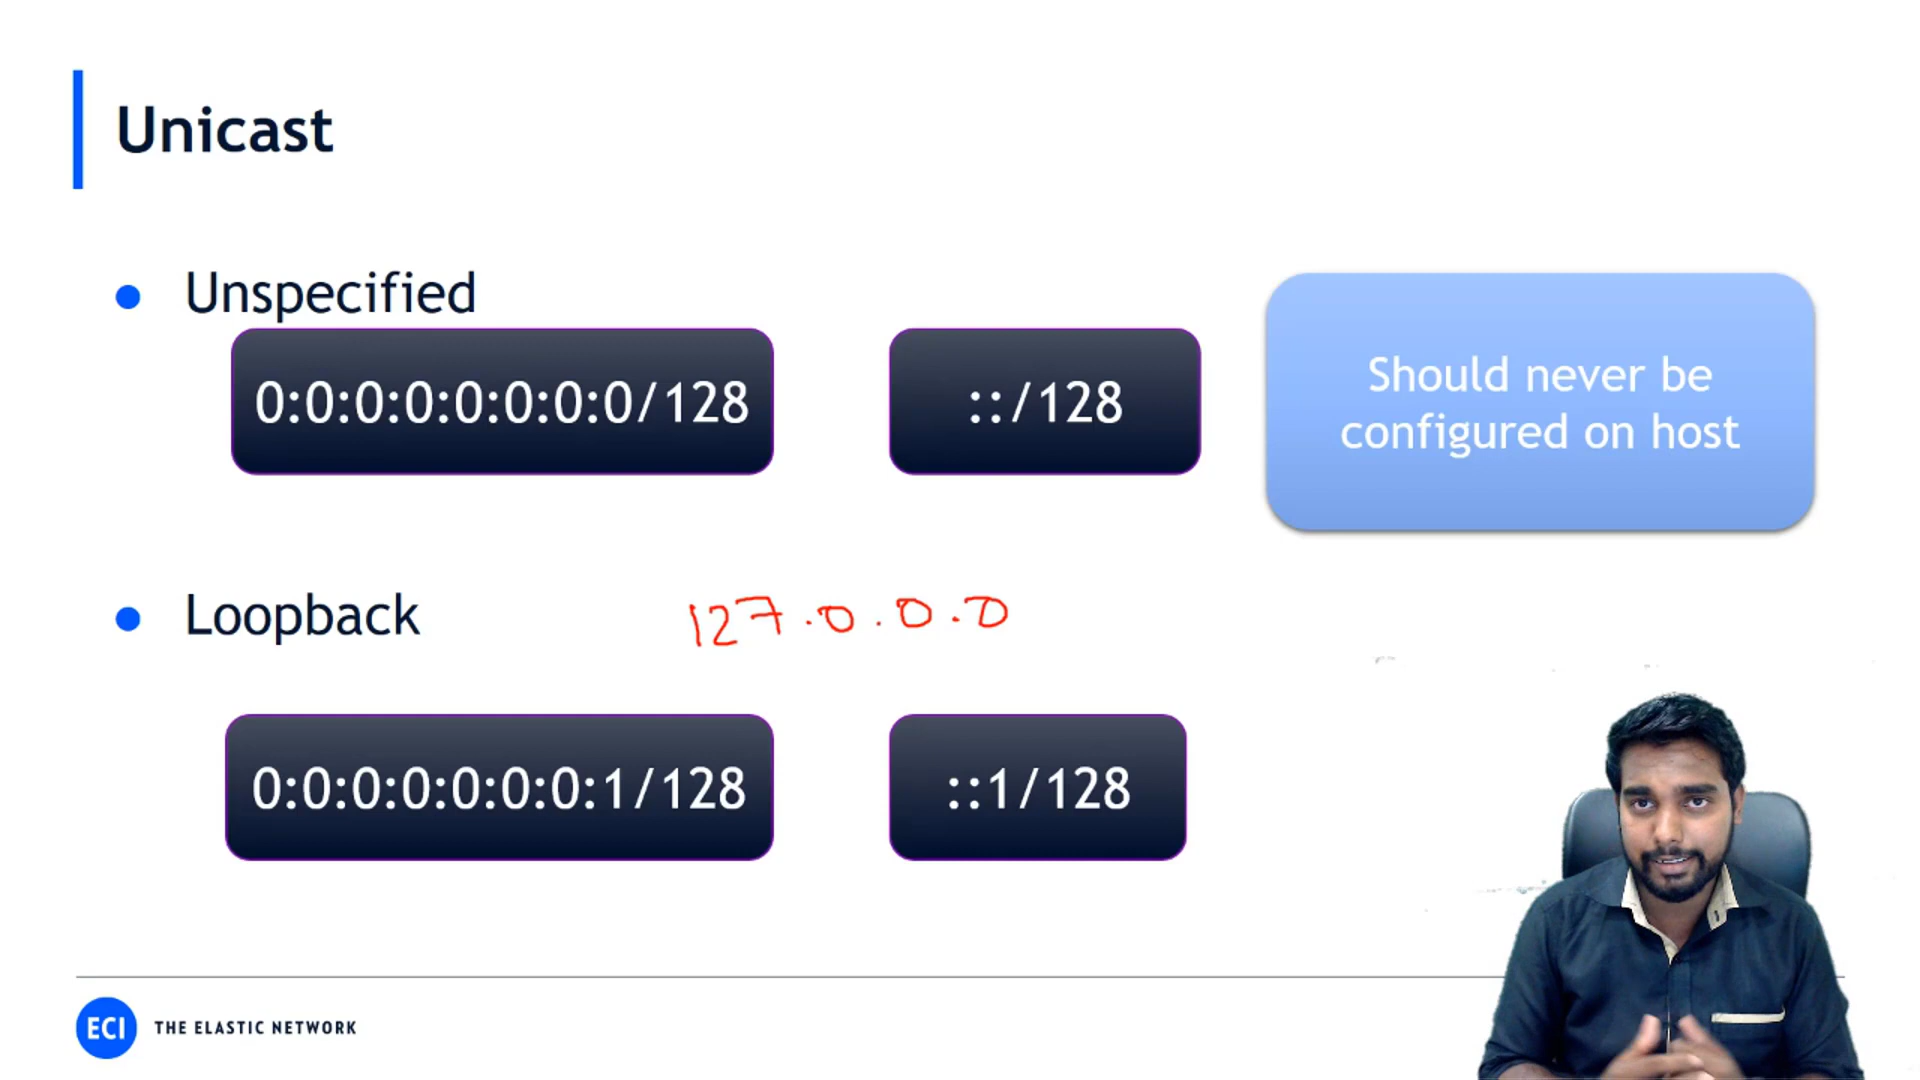 Unicast
Unspecified
0:0:0:0:0:0:0:0/128
::/128
Should never be
configured on host
Loopback
127.0.0.0
0:0:0:0:0:0:0:1/128
::1/128
ECI
THE ELASTIC NETWORK